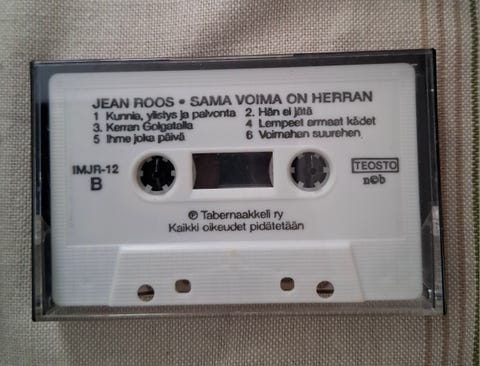 JEAN ROOS • SAMA VOIMA ON HERRAN
1 Kunnia, ylistys ja palvonta 2. Hän ei jätä
3. Kerran Golgatalla 4 Lempeet armaat kädet
5 Ihme joka päivä 6 Voimahan suurehen
IMJR-12
B
TEOSTO
n©b
℗ Tabernaakkeli ry
Kaikki oikeudet pidätetään